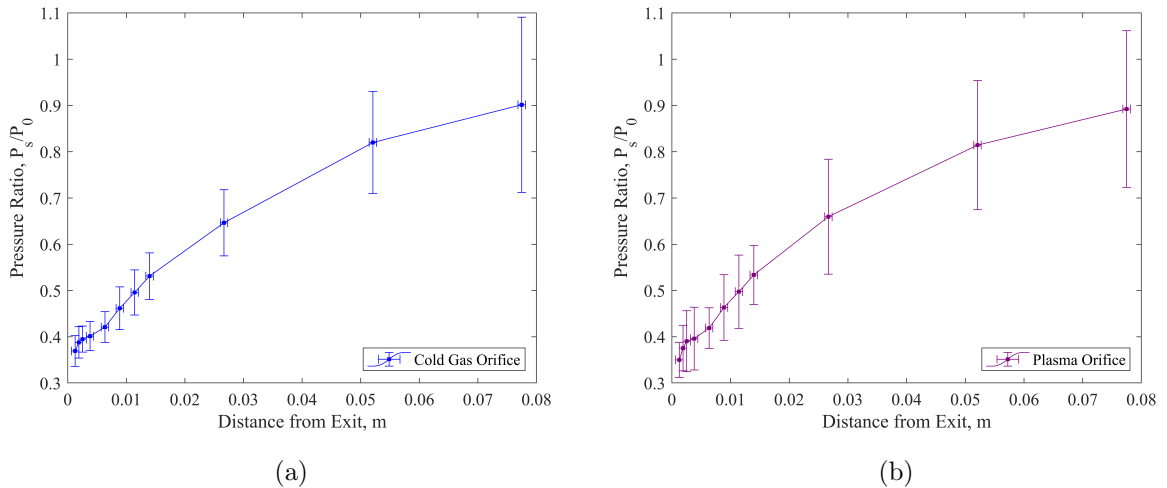 1.1
1
0.9
0.8
0.7
0.6
0.5
0.4
0.3
Pressure Ratio, P_s/P_0
0 0.01 0.02 0.03 0.04 0.05 0.06 0.07 0.08
Distance from Exit, m
Cold Gas Orifice
(a)
1.1
1
0.9
0.8
0.7
0.6
0.5
0.4
0.3
Pressure Ratio, P_s/P_0
0 0.01 0.02 0.03 0.04 0.05 0.06 0.07 0.08
Distance from Exit, m
Plasma Orifice
(b)